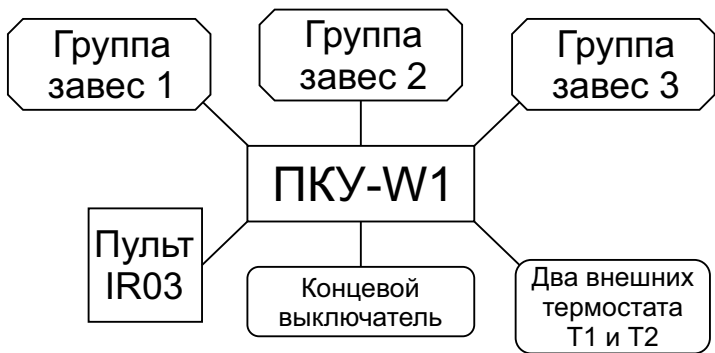 Группа
завес 1
Группа
завес 2
Группа
завес 3
ПКУ-W1
Пульт
IR03
Концевой
выключатель
Два внешних
термостата
Т1 и Т2